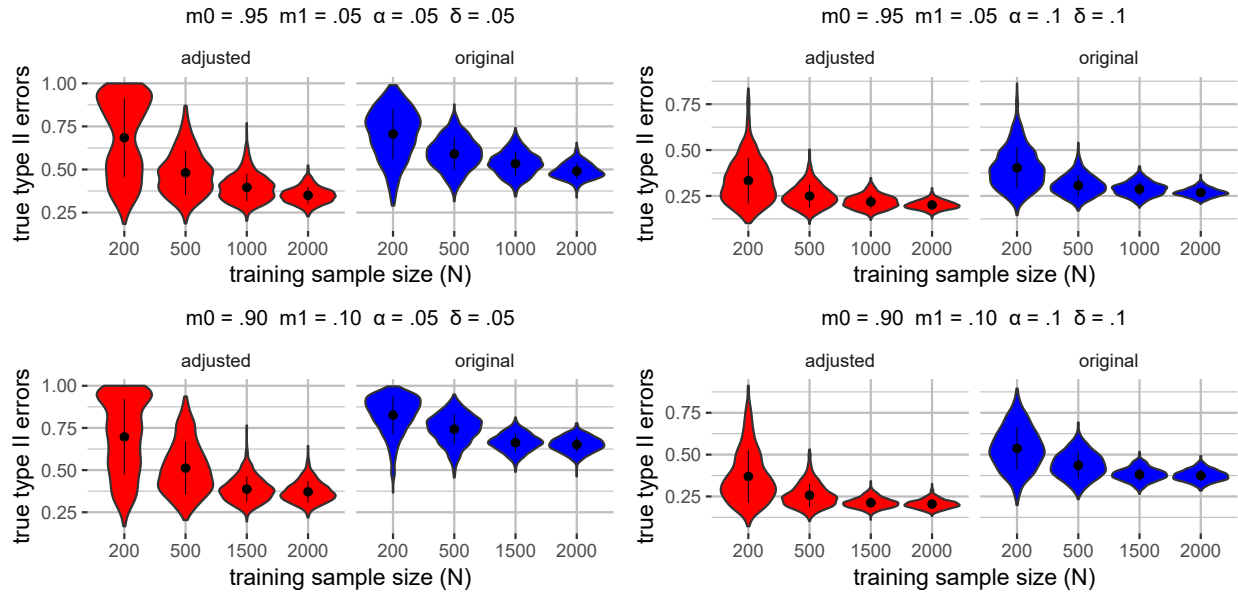 m0 = .95 m1 = .05 α = .05 δ = .05
adjusted
original
true type II errors
1.00
0.75
0.50
0.25
200 500 1000 2000
200 500 1000 2000
training sample size (N)
m0 = .95 m1 = .05 α = .1 δ = .1
adjusted
original
true type II errors
0.75
0.50
0.25
200 500 1000 2000
200 500 1000 2000
training sample size (N)
m0 = .90 m1 = .10 α = .05 δ = .05
adjusted
original
true type II errors
1.00
0.75
0.50
0.25
200 500 1500 2000
200 500 1500 2000
training sample size (N)
m0 = .90 m1 = .10 α = .1 δ = .1
adjusted
original
true type II errors
0.75
0.50
0.25
200 500 1500 2000
200 500 1500 2000
training sample size (N)